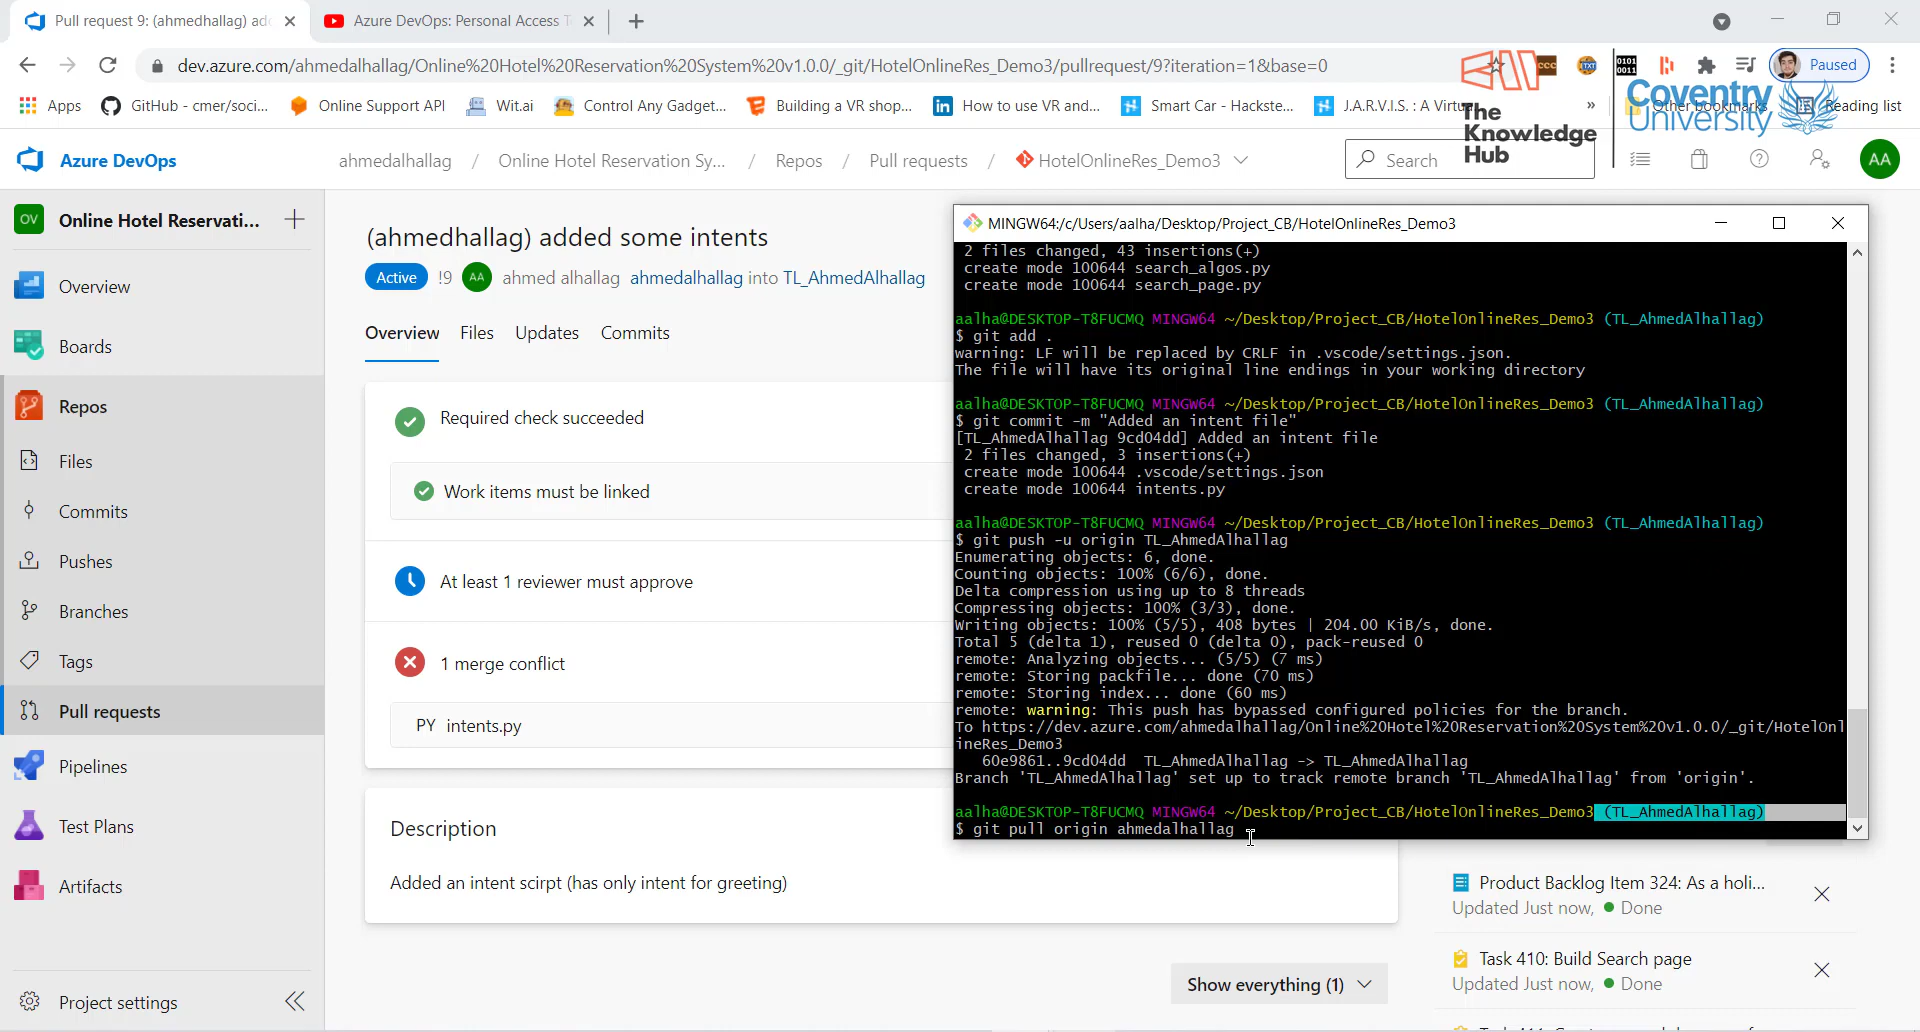 Pull request 9: (ahmedhallag) add
Azure DevOps: Personal Access T
dev.azure.com/ahmedalhallag/Online%20Hotel%20Reservation%20System%20v1.0.0/_git/HotelOnlineRes_Demo3/pullrequest/9?iteration=1&base=0
Paused
Apps
GitHub - cmer/soci...
Online Support API
Wit.ai
Control Any Gadget...
Building a VR shop...
How to use VR and...
Smart Car - Hackste...
J.A.R.V.I.S. : A Virtua
»
Other bookmarks
Reading list
The
Knowledge
Hub
Coventry
University
Azure DevOps
ahmedalhallag / Online Hotel Reservation Sy... / Repos / Pull requests / HotelOnlineRes_Demo3
Search
AA
OV
Online Hotel Reservati...
Overview
Boards
Repos
Files
Commits
Pushes
Branches
Tags
Pull requests
Pipelines
Test Plans
Artifacts
Project settings
(ahmedhallag) added some intents
Active !9 AA ahmed alhallag ahmedalhallag into TL_AhmedAlhallag
Overview Files Updates Commits
Required check succeeded
Work items must be linked
At least 1 reviewer must approve
1 merge conflict
PY intents.py
Description
Added an intent scirpt (has only intent for greeting)
Show everything (1)
MINGW64:/c/Users/aalha/Desktop/Project_CB/HotelOnlineRes_Demo3
2 files changed, 43 insertions(+)
create mode 100644 search_algos.py
create mode 100644 search_page.py
aalha@DESKTOP-T8FUCMQ MINGW64 ~/Desktop/Project_CB/HotelOnlineRes_Demo3 (TL_AhmedAlhallag)
$ git add .
warning: LF will be replaced by CRLF in .vscode/settings.json.
The file will have its original line endings in your working directory
aalha@DESKTOP-T8FUCMQ MINGW64 ~/Desktop/Project_CB/HotelOnlineRes_Demo3 (TL_AhmedAlhallag)
$ git commit -m "Added an intent file"
[TL_AhmedAlhallag 9cd04dd] Added an intent file
2 files changed, 3 insertions(+)
create mode 100644 .vscode/settings.json
create mode 100644 intents.py
aalha@DESKTOP-T8FUCMQ MINGW64 ~/Desktop/Project_CB/HotelOnlineRes_Demo3 (TL_AhmedAlhallag)
$ git push -u origin TL_AhmedAlhallag
Enumerating objects: 6, done.
Counting objects: 100% (6/6), done.
Delta compression using up to 8 threads
Compressing objects: 100% (3/3), done.
Writing objects: 100% (5/5), 408 bytes | 204.00 KiB/s, done.
Total 5 (delta 1), reused 0 (delta 0), pack-reused 0
remote: Analyzing objects... (5/5) (7 ms)
remote: Storing packfile... done (70 ms)
remote: Storing index... done (60 ms)
remote: warning: This push has bypassed configured policies for the branch.
To https://dev.azure.com/ahmedalhallag/Online%20Hotel%20Reservation%20System%20v1.0.0/_git/HotelOnl
ineRes_Demo3
60e9861..9cd04dd TL_AhmedAlhallag -> TL_AhmedAlhallag
Branch 'TL_AhmedAlhallag' set up to track remote branch 'TL_AhmedAlhallag' from 'origin'.
aalha@DESKTOP-T8FUCMQ MINGW64 ~/Desktop/Project_CB/HotelOnlineRes_Demo3 (TL_AhmedAlhallag)
$ git pull origin ahmedalhallag
Product Backlog Item 324: As a holi...
Updated Just now, Done
Task 410: Build Search page
Updated Just now, Done